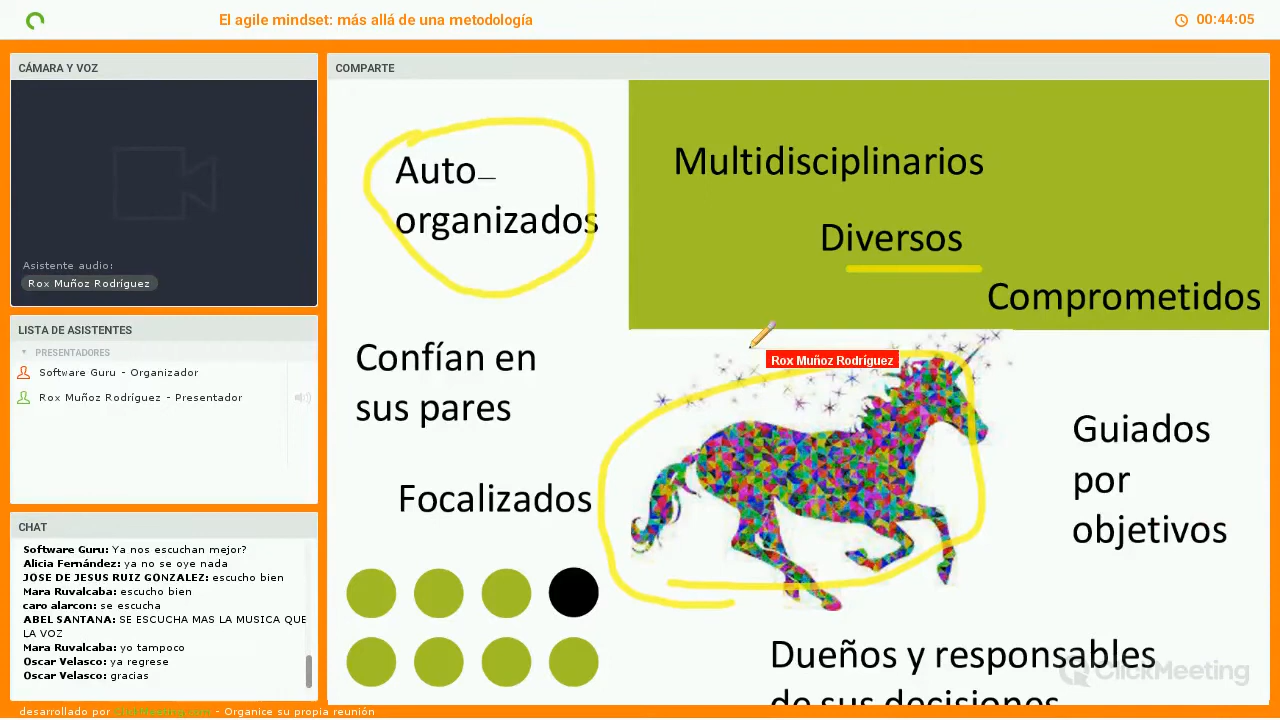 El agile mindset: más allá de una metodología
00:44:05
CÁMARA Y VOZ
Asistente audio:
Rox Muñoz Rodríguez
LISTA DE ASISTENTES
PRESENTADORES
Software Guru - Organizador
Rox Muñoz Rodríguez - Presentador
CHAT
Software Guru: Ya nos escuchan mejor?
Alicia Fernández: ya no se oye nada
JOSE DE JESUS RUIZ GONZALEZ: escucho bien
Mara Ruvalcaba: escucho bien
caro alarcon: se escucha
ABEL SANTANA: SE ESCUCHA MAS LA MUSICA QUE
LA VOZ
Mara Ruvalcaba: yo tampoco
Oscar Velasco: ya regrese
Oscar Velasco: gracias
desarrollado por ClickMeeting.com - Organice su propia reunión
COMPARTE
Auto-
organizados
Multidisciplinarios
Diversos
Comprometidos
Confían en
sus pares
Rox Muñoz Rodríguez
Focalizados
Guiados
por
objetivos
Dueños y responsables
de sus decisiones
ClickMeeting